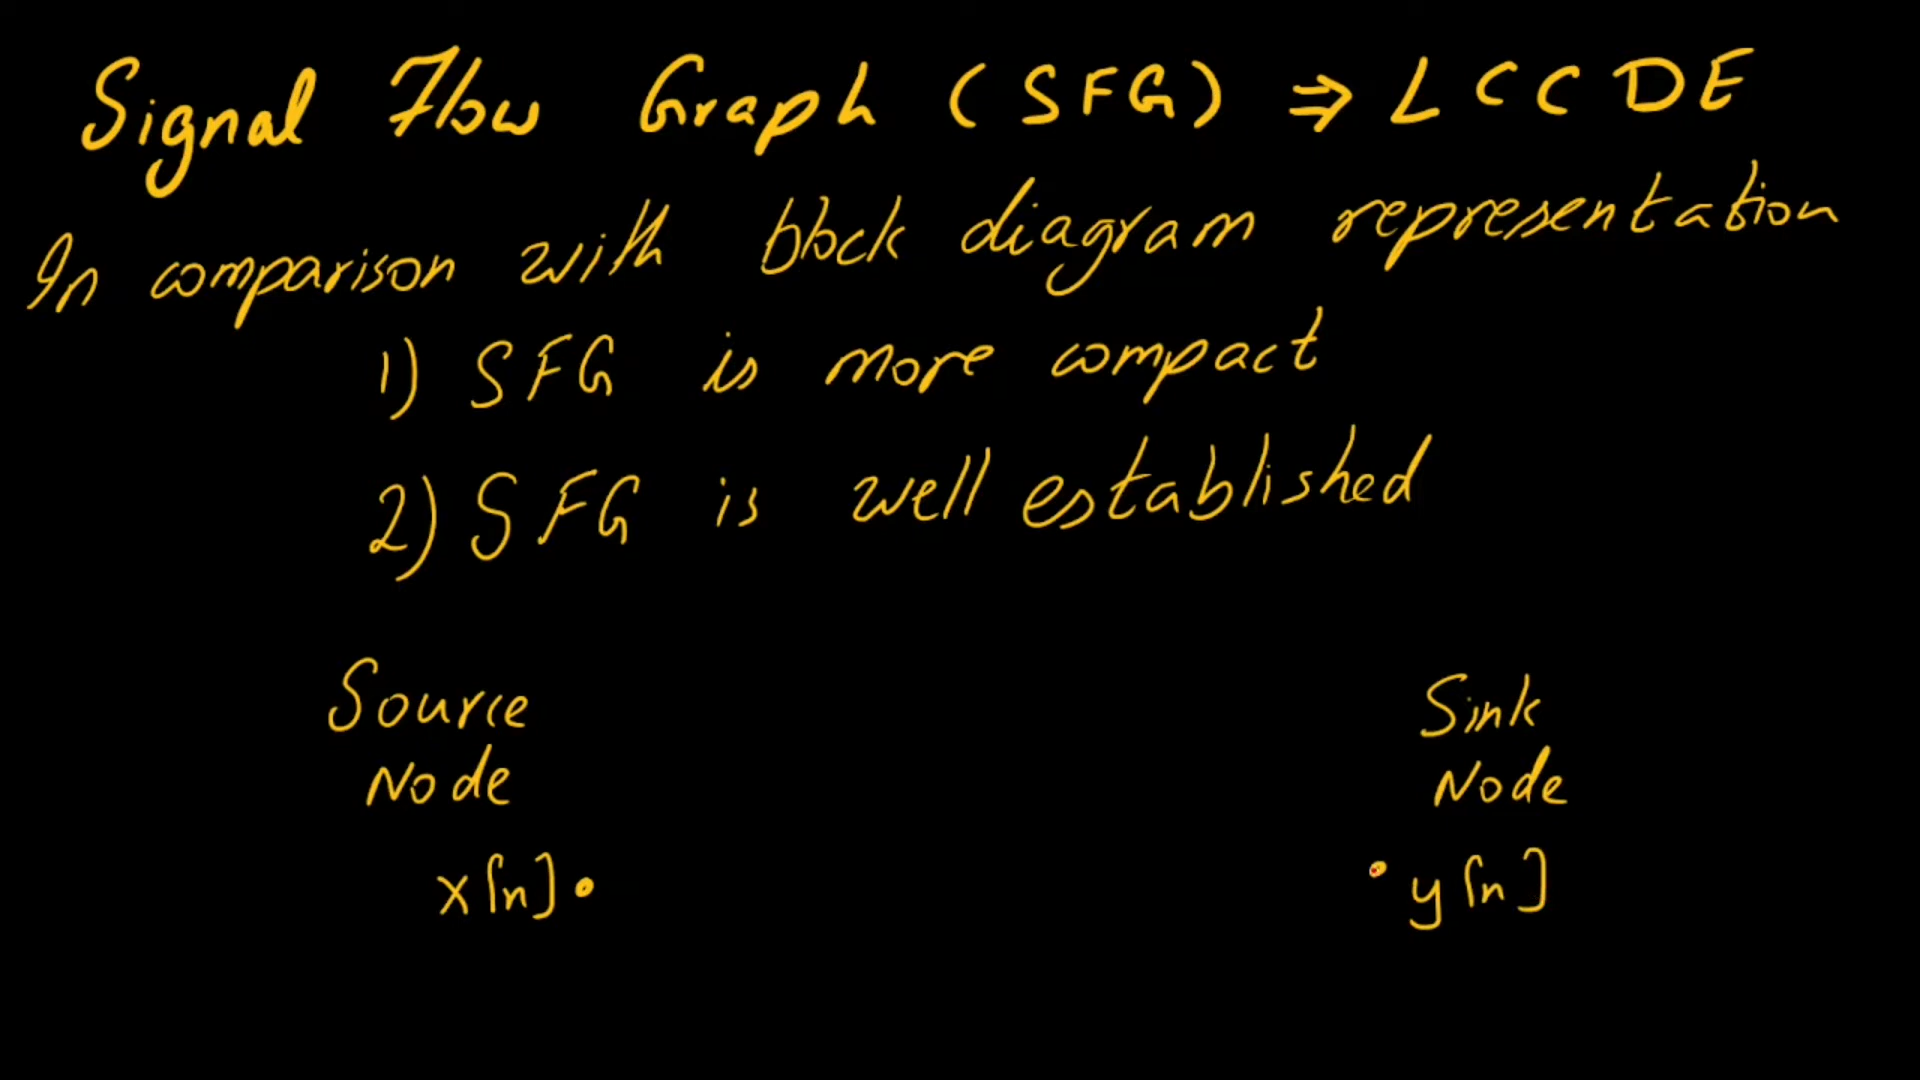 Signal Flow Graph (SFG) ⇒ LCCDE
In comparison with block diagram representation
1) SFG is more compact
2) SFG is well established
Source
Node
x[n]
Sink
Node
y[n]